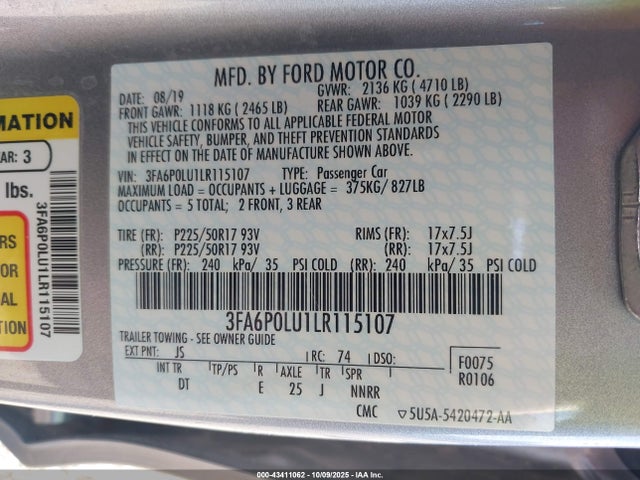 MFD. BY FORD MOTOR CO.
DATE: 08/19 GVWR: 2136 KG ( 4710 LB)
FRONT GAWR: 1118 KG ( 2465 LB) REAR GAWR: 1039 KG ( 2290 LB)
THIS VEHICLE CONFORMS TO ALL APPLICABLE FEDERAL MOTOR
VEHICLE SAFETY, BUMPER, AND THEFT PREVENTION STANDARDS
IN EFFECT ON THE DATE OF MANUFACTURE SHOWN ABOVE.
VIN: 3FA6P0LU1LR115107 TYPE: Passenger Car
MAXIMUM LOAD = OCCUPANTS + LUGGAGE = 375KG/ 827LB
OCCUPANTS = 5 TOTAL; 2 FRONT, 3 REAR
TIRE (FR): P225/50R17 93V RIMS (FR): 17x7.5J
(RR): P225/50R17 93V (RR): 17x7.5J
PRESSURE (FR): 240 kPa/ 35 PSI COLD (RR): 240 kPa/ 35 PSI COLD
3FA6P0LU1LR115107
TRAILER TOWING - SEE OWNER GUIDE
EXT PNT: JS RC: 74 DSO:
INT TR TP/PS R AXLE TR SPR
DT E 25 J NNRR
F0075
R0106
CMC ▽5U5A-5420472-AA
MATION
AR: 3
lbs.
RS
OR
AL
TION
3FA6P0LU1LR115107
000-43411062 - 10/09/2025 - IAA Inc.